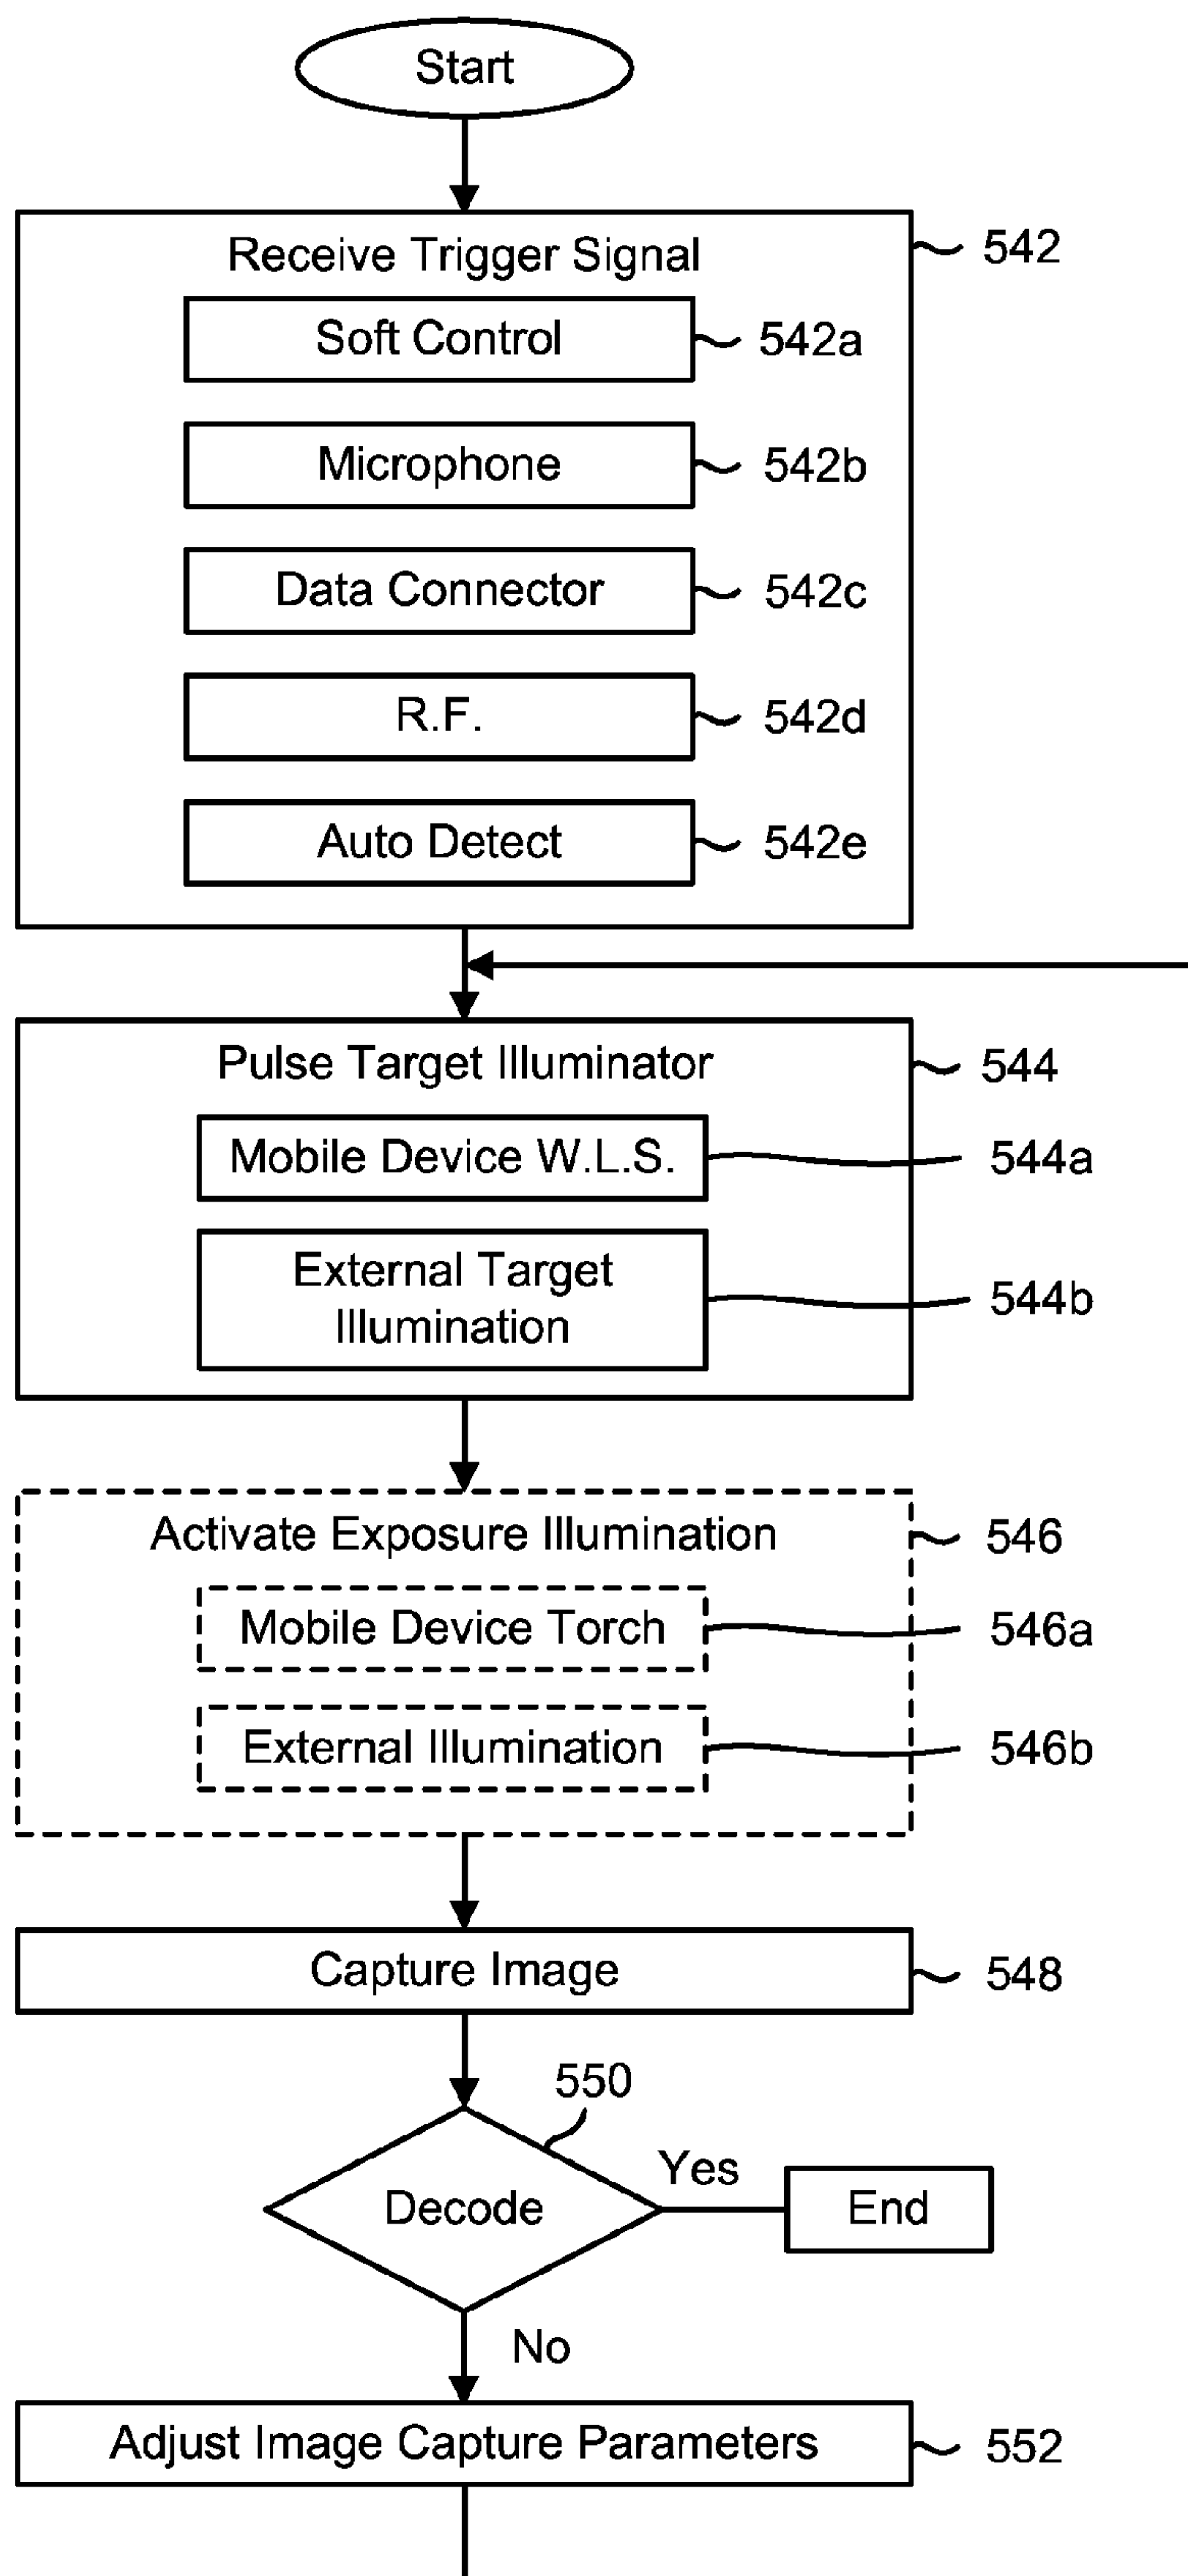 Start
Receive Trigger Signal
542
Soft Control
542a
Microphone
542b
Data Connector
542c
R.F.
542d
Auto Detect
542e
Pulse Target Illuminator
544
Mobile Device W.L.S.
544a
External Target
Illumination
544b
Activate Exposure Illumination
546
Mobile Device Torch
546a
External Illumination
546b
Capture Image
548
550
Decode
Yes
End
No
Adjust Image Capture Parameters
552